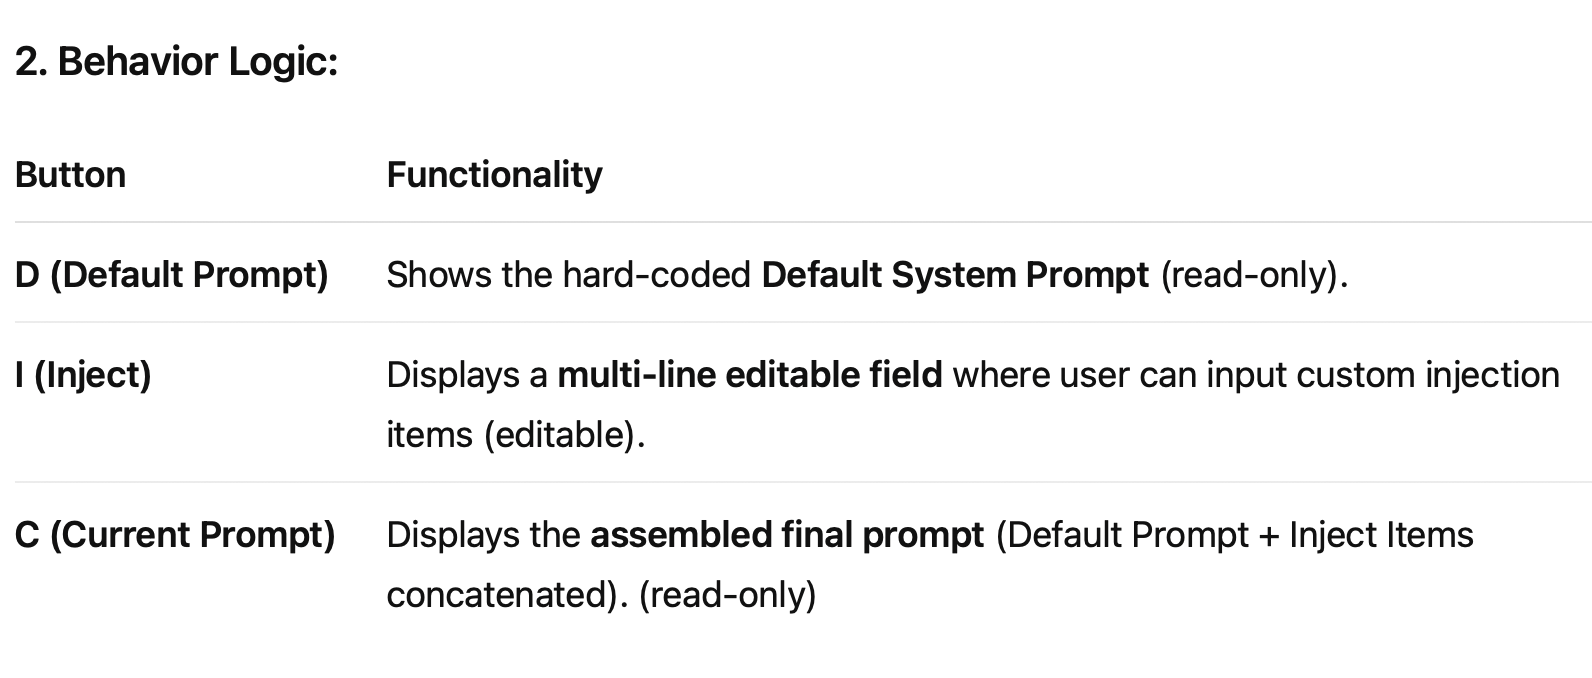 2. Behavior Logic:
Button Functionality
D (Default Prompt) Shows the hard-coded Default System Prompt (read-only).
I (Inject) Displays a multi-line editable field where user can input custom injection
items (editable).
C (Current Prompt) Displays the assembled final prompt (Default Prompt + Inject Items
concatenated). (read-only)